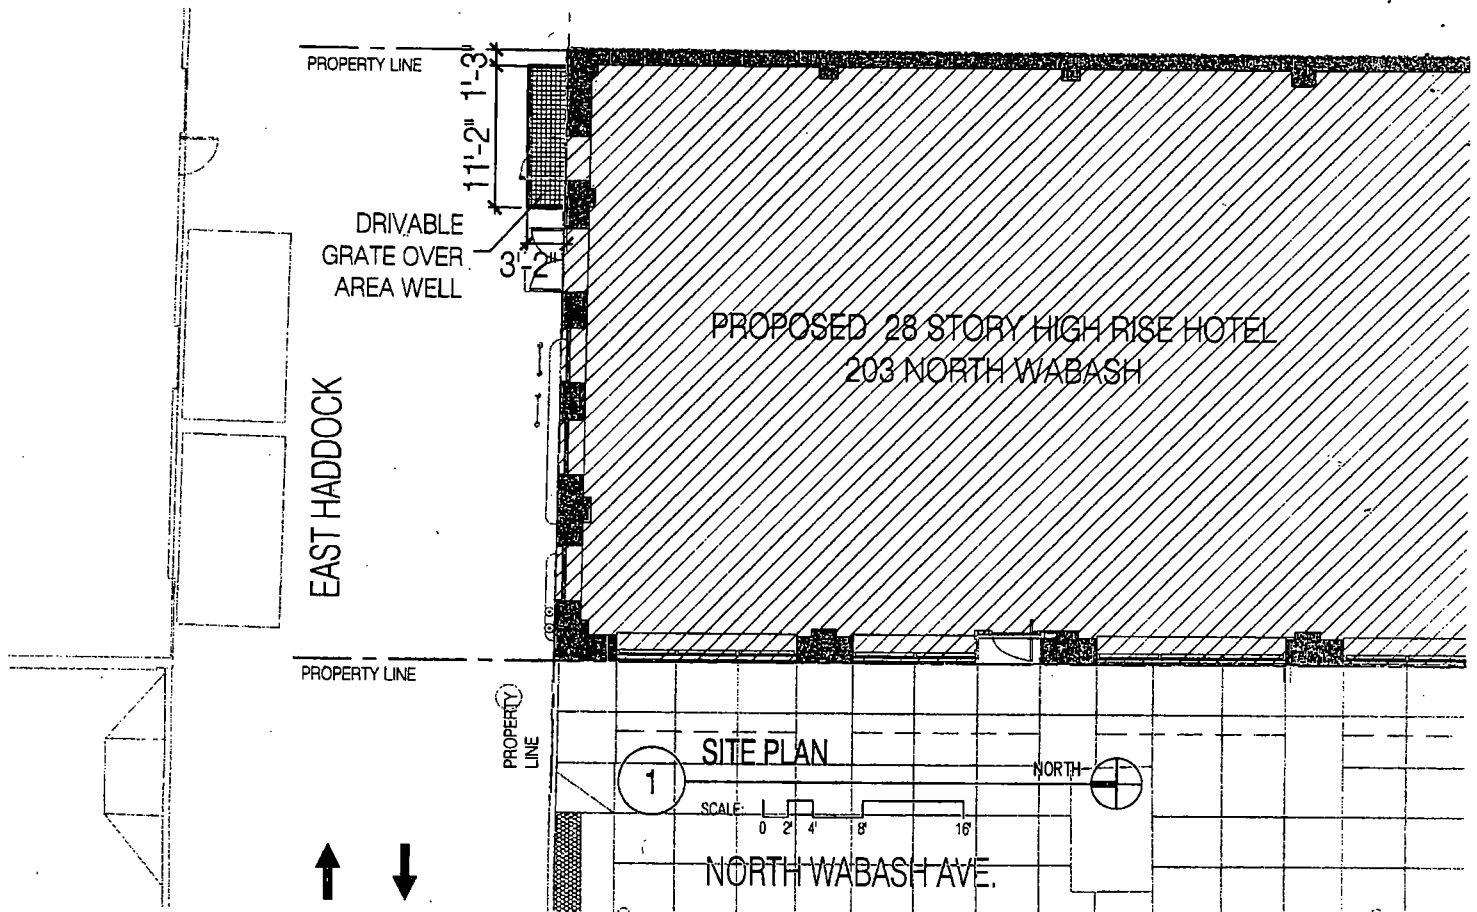 PROPERTY LINE
1'-3"
11'-2"
DRIVABLE
GRATE OVER
AREA WELL
3'-2"
PROPOSED 28 STORY HIGH RISE HOTEL
203 NORTH WABASH
EAST HADDOCK
PROPERTY LINE
PROPERTY
LINE
1
SITE PLAN
NORTH
SCALE:
0 2' 4' 8' 16'
NORTH WABASH AVE.